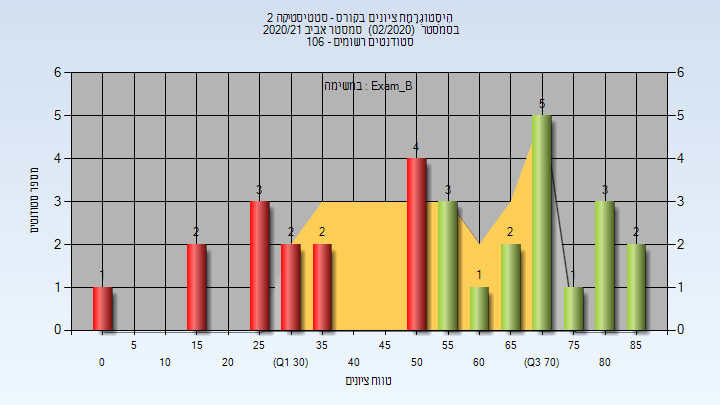 היסטוגרמת ציונים בקורס - סטטיסטיקה 2
בסמסטר (02/2020) סמסטר אביב 2020/21
סטודנטים רשומים - 106
במשימה : Exam_B
6 6
5 5
4 4
3 3
2 2
1 1
0 0
מספר סטודנטים
1 2 3 2 2 4 3 1 2 5 1 3 2
5 15 25 35 45 55 65 75 85
0 10 20 (Q1 30) 40 50 60 (Q3 70) 80
טווח ציונים